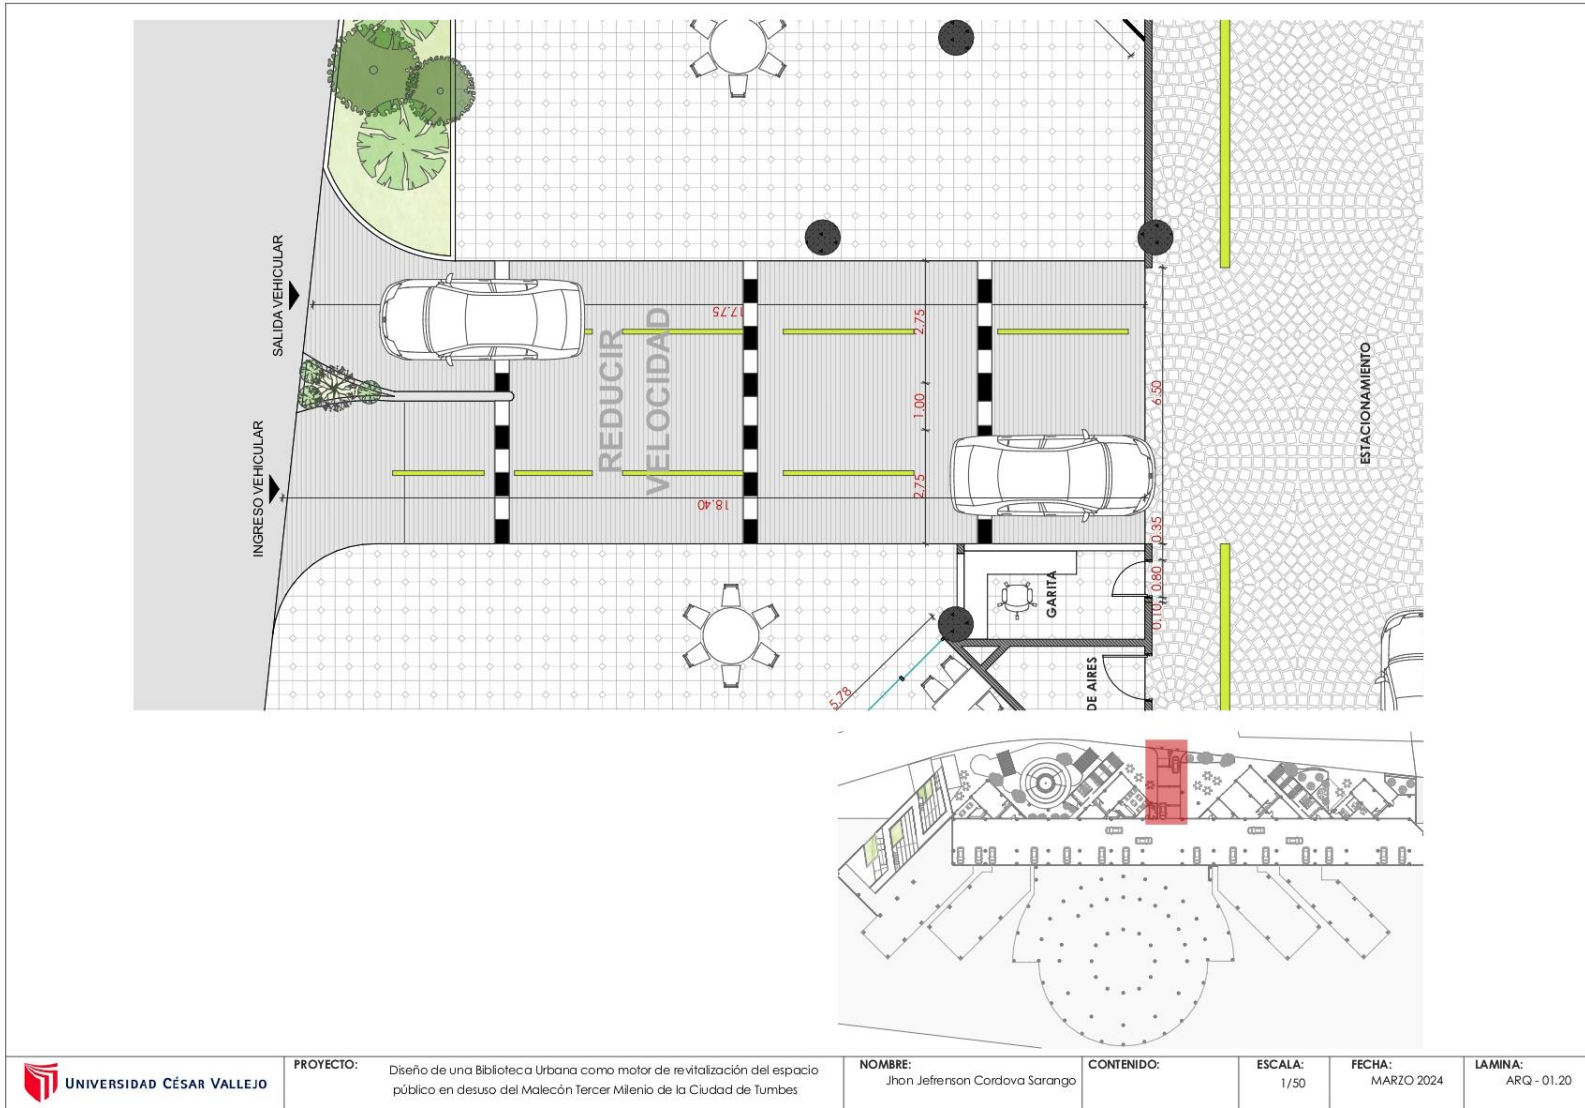 SALIDA VEHICULAR
INGRESO VEHICULAR
REDUCIR
VELOCIDAD
17.75
18.40
2.75
1.00
2.75
6.50
0.35
0.80
0.10
5.78
GARITA
DE AIRES
ESTACIONAMIENTO
UNIVERSIDAD CÉSAR VALLEJO
PROYECTO:
Diseño de una Biblioteca Urbana como motor de revitalización del espacio
público en desuso del Malecón Tercer Milenio de la Ciudad de Tumbes
NOMBRE:
Jhon Jefrenson Cordova Sarango
CONTENIDO:
ESCALA:
1/50
FECHA:
MARZO 2024
LAMINA:
ARQ - 01.20